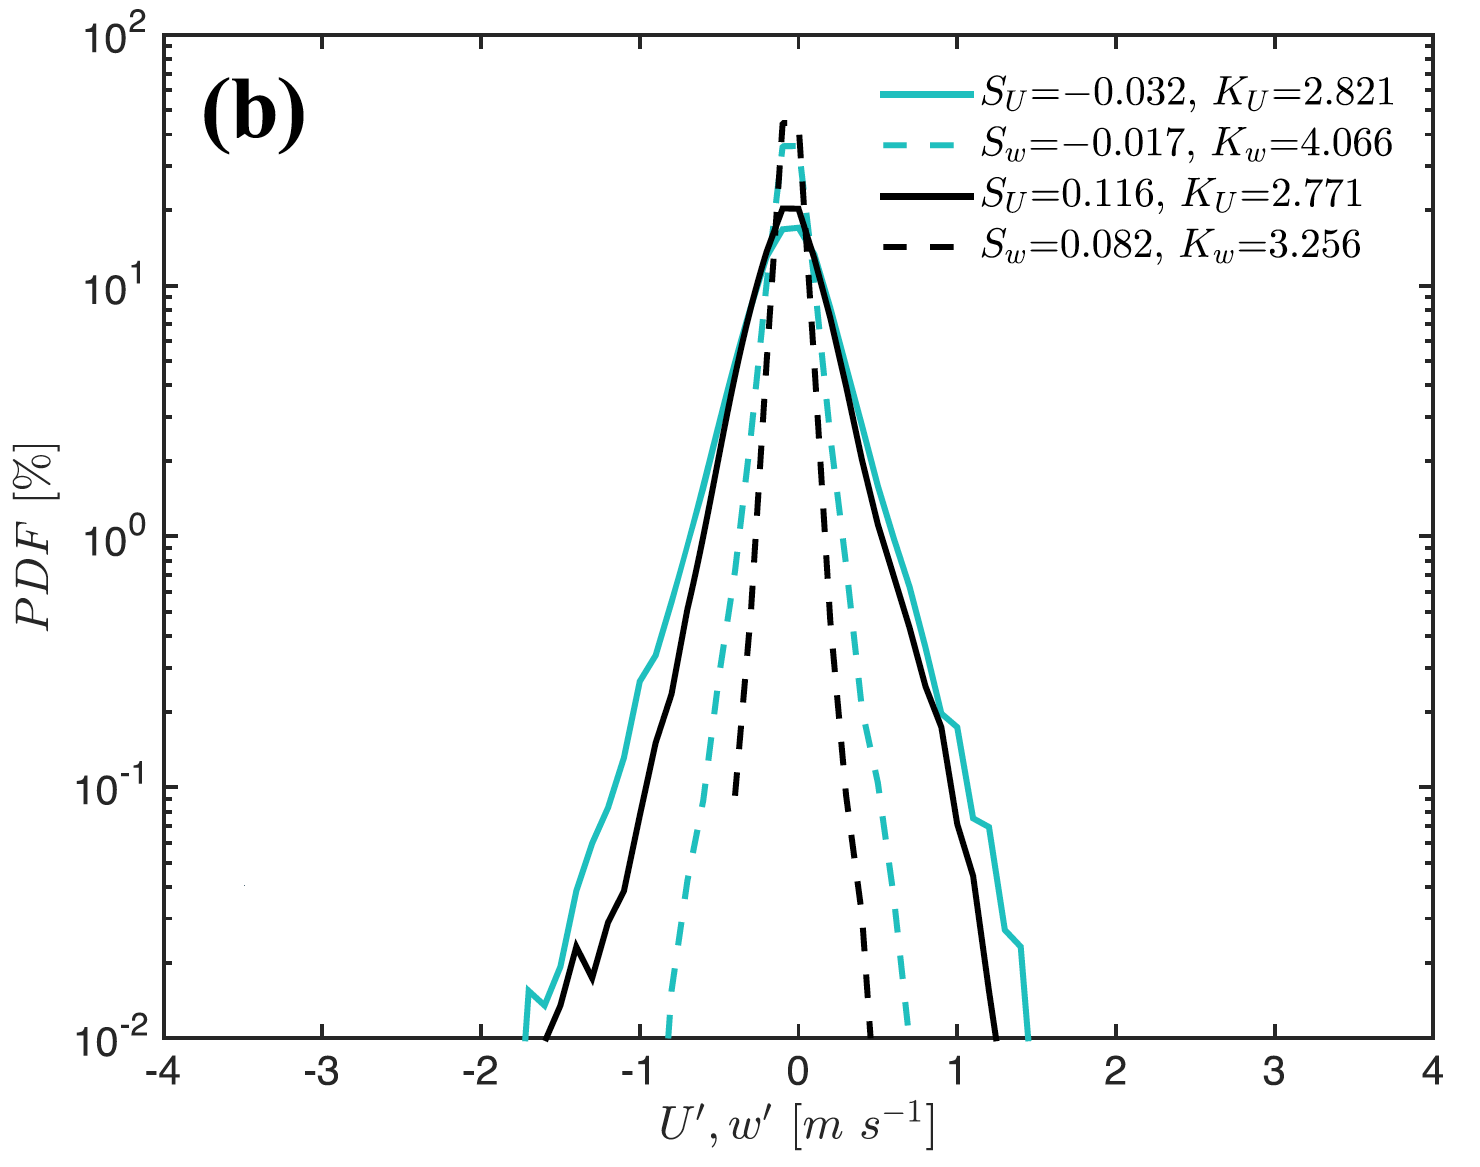 (b)
S_U=−0.032, K_U=2.821
S_w=−0.017, K_w=4.066
S_U=0.116, K_U=2.771
S_w=0.082, K_w=3.256
10^2
10^1
10^0
10^-1
10^-2
PDF [%]
-4 -3 -2 -1 0 1 2 3 4
U′, w′ [m s^−1]